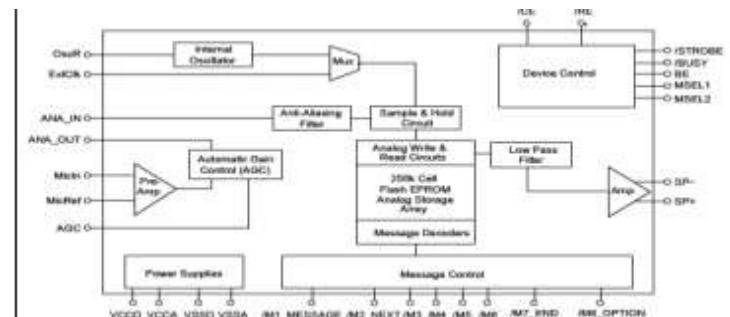 /CE /RE
OscR
Internal
Oscillator
Mux
ExtClk
/STROBE
/BUSY
BE
MSEL1
MSEL2
Device Control
ANA_IN
Anti-Aliasing
Filter
Sample & Hold
Circuit
ANA_OUT
Automatic Gain
Control (AGC)
Analog Write &
Read Circuits
Low Pass
Filter
MicIn
MicRef
Pre-
Amp
256k Cell
Flash EPROM
Analog Storage
Array
Amp
SP-
SP+
AGC
Message Decoders
Power Supplies
Message Control
VCCD VCCA VSSD VSSA /M1_MESSAGE /M2_NEXT /M3 /M4 /M5 /M6 /M7_END /M8_OPTION